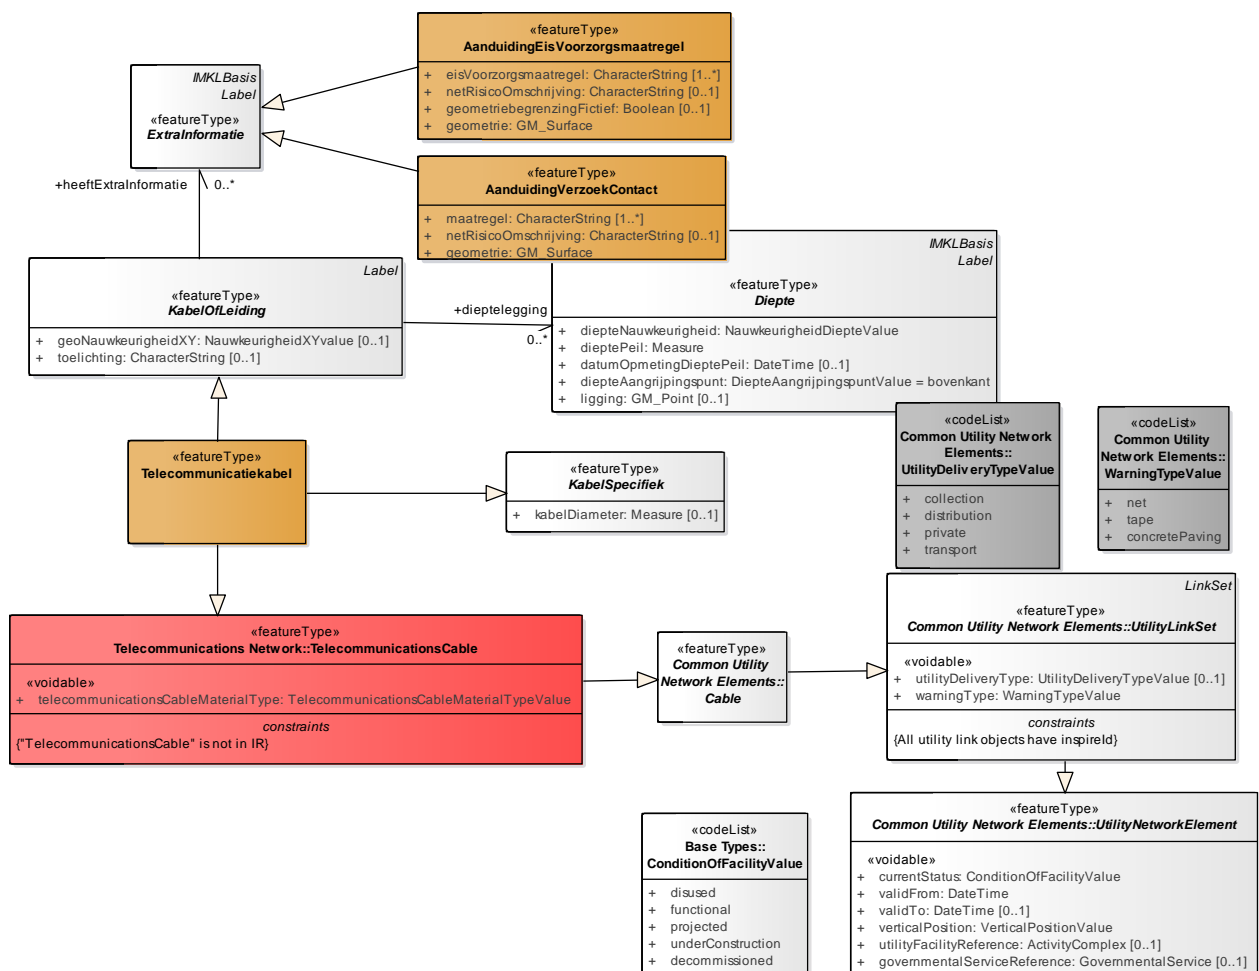 «featureType»
AanduidingEisVoorzorgsmaatregel
+ eisVoorzorgsmaatregel: CharacterString [1..*]
+ netRisicoOmschrijving: CharacterString [0..1]
+ geometriebegrenzingFictief: Boolean [0..1]
+ geometrie: GM_Surface
IMKLBasis
Label
«featureType»
ExtraInformatie
+heeftExtraInformatie
0..*
«featureType»
AanduidingVerzoekContact
+ maatregel: CharacterString [1..*]
+ netRisicoOmschrijving: CharacterString [0..1]
+ geometrie: GM_Surface
Label
«featureType»
KabelOfLeiding
+ geoNauwkeurigheidXY: NauwkeurigheidXYvalue [0..1]
+ toelichting: CharacterString [0..1]
+dieptelegging
0..*
IMKLBasis
Label
«featureType»
Diepte
+ diepteNauwkeurigheid: NauwkeurigheidDiepteValue
+ dieptePeil: Measure
+ datumOpmetingDieptePeil: DateTime [0..1]
+ diepteAangrijpingspunt: DiepteAangrijpingspuntValue = bovenkant
+ ligging: GM_Point [0..1]
«codeList»
Common Utility Network
Elements::
UtilityDeliveryTypeValue
+ collection
+ distribution
+ private
+ transport
«codeList»
Common Utility
Network Elements::
WarningTypeValue
+ net
+ tape
+ concretePaving
«featureType»
Telecommunicatiekabel
«featureType»
KabelSpecifiek
+ kabelDiameter: Measure [0..1]
«featureType»
Telecommunications Network::TelecommunicationsCable
«voidable»
+ telecommunicationsCableMaterialType: TelecommunicationsCableMaterialTypeValue
constraints
{"TelecommunicationsCable" is not in IR}
«featureType»
Common Utility
Network Elements::
Cable
LinkSet
«featureType»
Common Utility Network Elements::UtilityLinkSet
«voidable»
+ utilityDeliveryType: UtilityDeliveryTypeValue [0..1]
+ warningType: WarningTypeValue
constraints
{All utility link objects have inspireId}
«codeList»
Base Types::
ConditionOfFacilityValue
+ disused
+ functional
+ projected
+ underConstruction
+ decommissioned
«featureType»
Common Utility Network Elements::UtilityNetworkElement
«voidable»
+ currentStatus: ConditionOfFacilityValue
+ validFrom: DateTime
+ validTo: DateTime [0..1]
+ verticalPosition: VerticalPositionValue
+ utilityFacilityReference: ActivityComplex [0..1]
+ governmentalServiceReference: GovernmentalService [0..1]